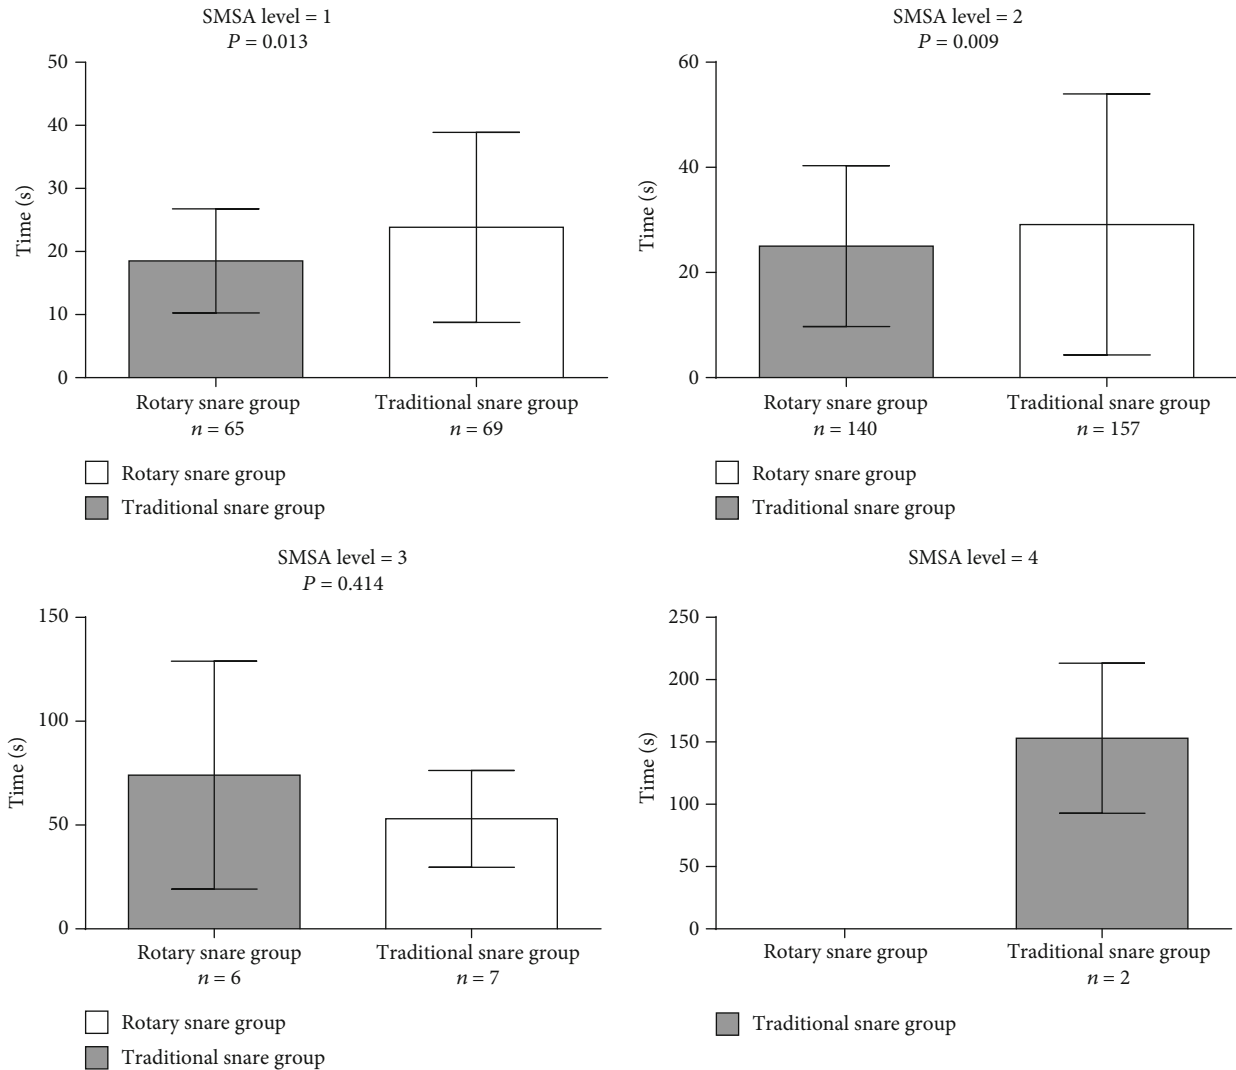 SMSA level = 1
P = 0.013
50
40
30
20
10
0
Time (s)
Rotary snare group
n = 65
Traditional snare group
n = 69
Rotary snare group
Traditional snare group
SMSA level = 2
P = 0.009
60
40
20
0
Time (s)
Rotary snare group
n = 140
Traditional snare group
n = 157
Rotary snare group
Traditional snare group
SMSA level = 3
P = 0.414
150
100
50
0
Time (s)
Rotary snare group
n = 6
Traditional snare group
n = 7
Rotary snare group
Traditional snare group
SMSA level = 4
250
200
150
100
50
0
Time (s)
Rotary snare group
Traditional snare group
n = 2
Traditional snare group